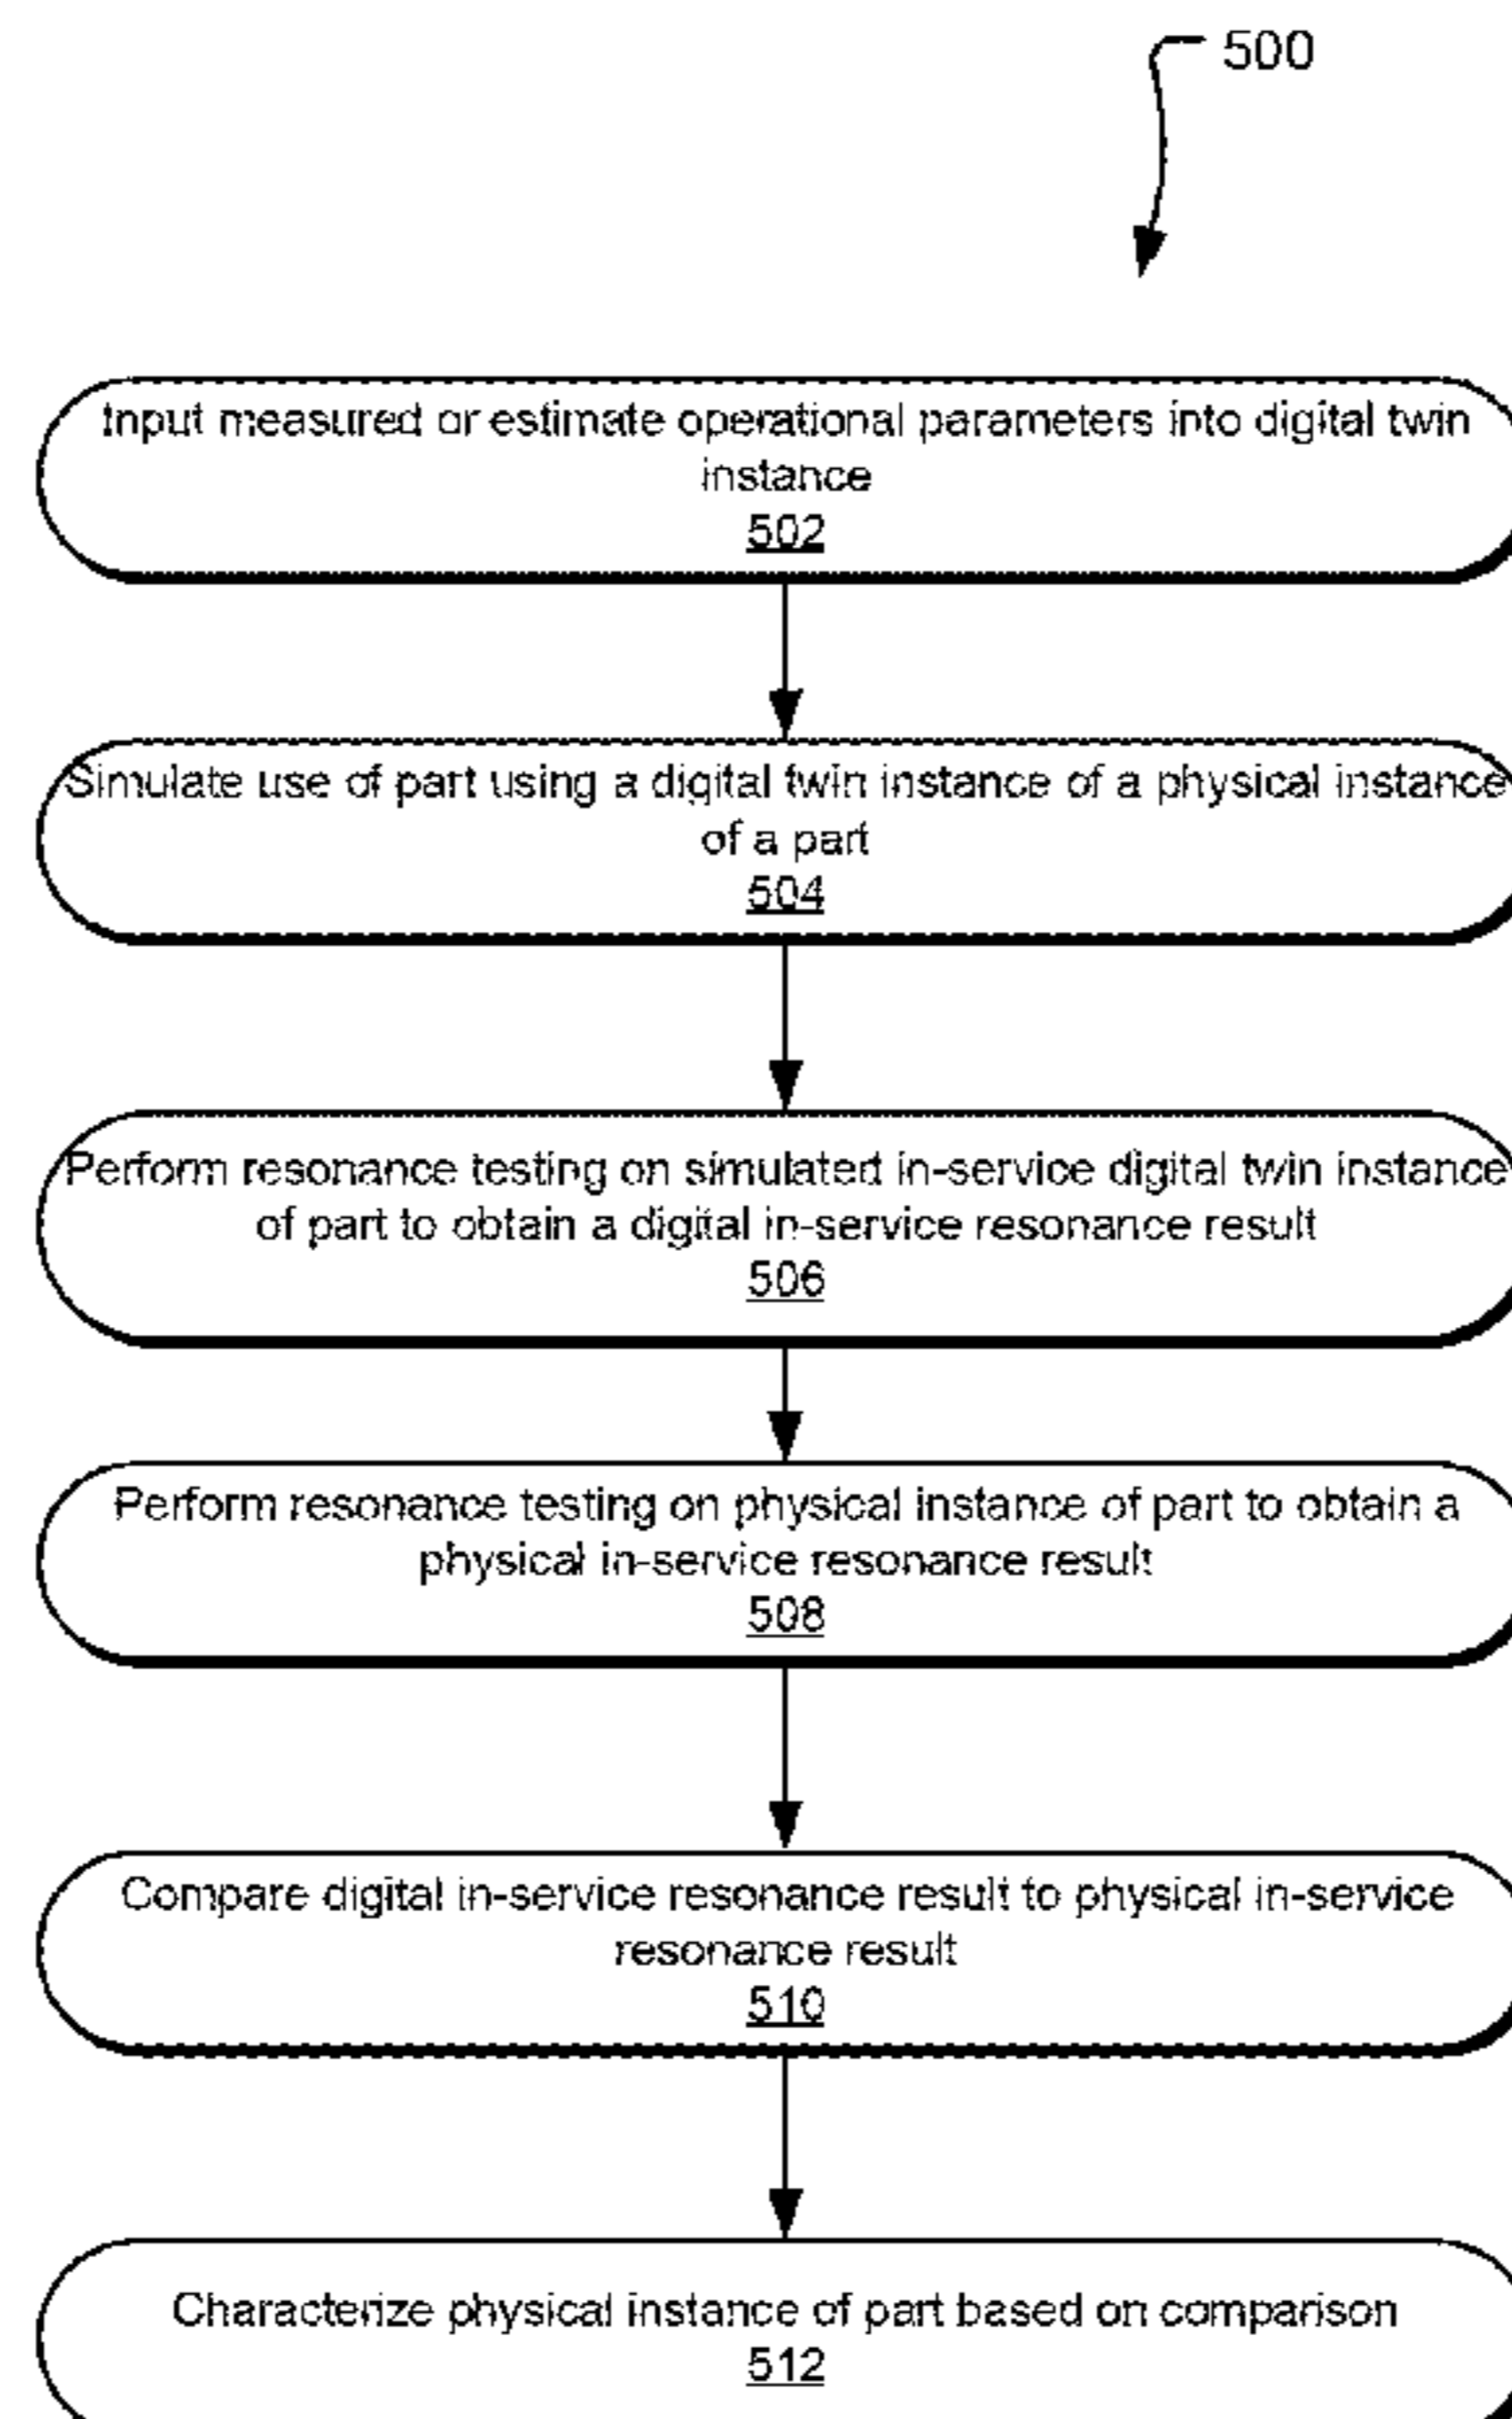 500
Input measured or estimate operational parameters into digital twin
instance
502
Simulate use of part using a digital twin instance of a physical instance
of a part
504
Perform resonance testing on simulated in-service digital twin instance
of part to obtain a digital in-service resonance result
506
Perform resonance testing on physical instance of part to obtain a
physical in-service resonance result
508
Compare digital in-service resonance result to physical in-service
resonance result
510
Characterize physical instance of part based on comparison
512